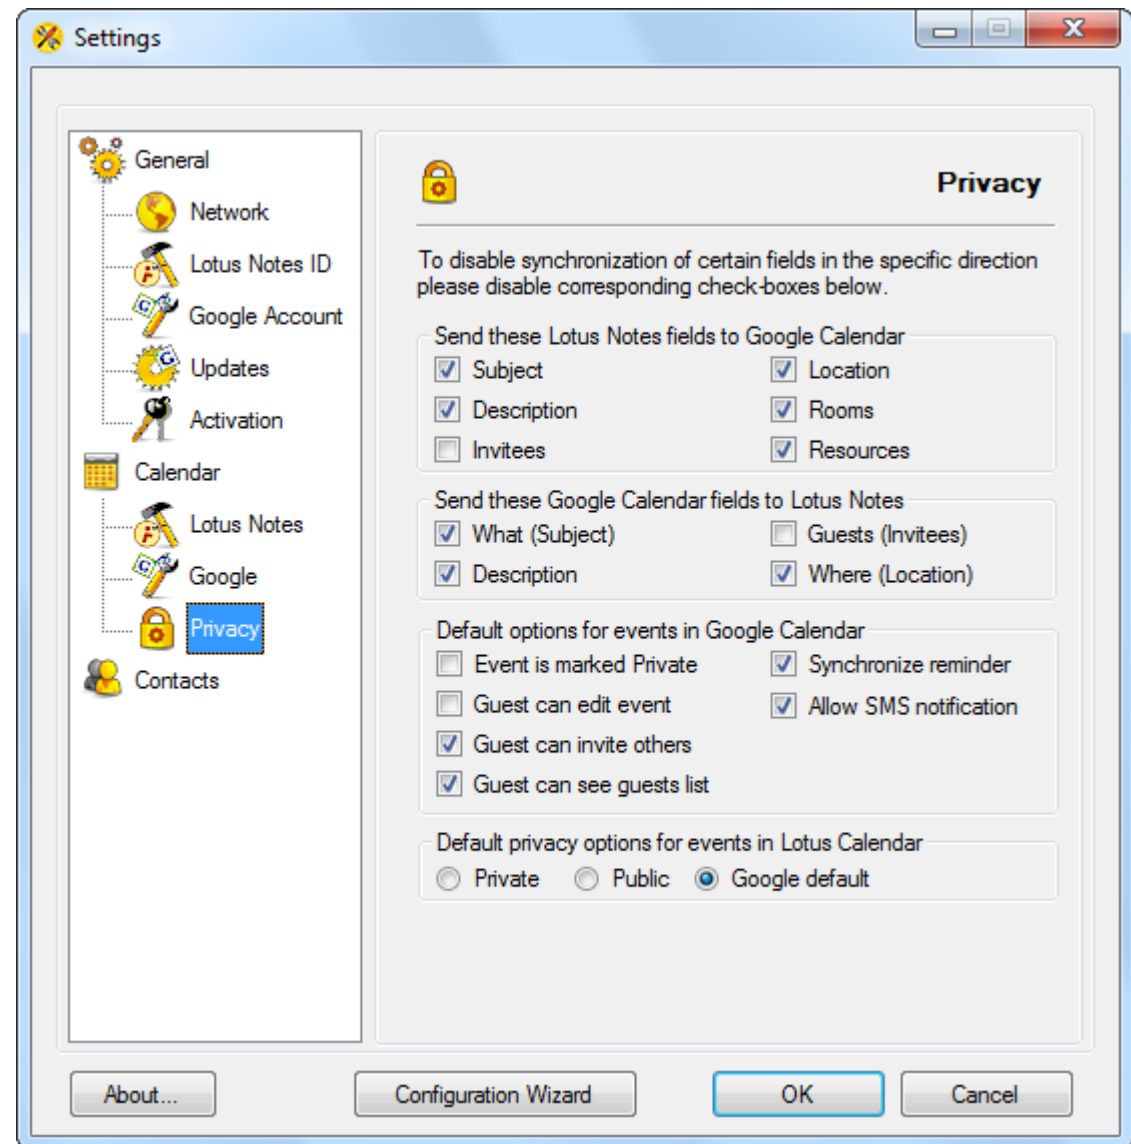 Settings
General
Network
Lotus Notes ID
Google Account
Updates
Activation
Calendar
Lotus Notes
Google
Privacy
Contacts
Privacy
To disable synchronization of certain fields in the specific direction
please disable corresponding check-boxes below.
Send these Lotus Notes fields to Google Calendar
Subject Location
Description Rooms
Invitees Resources
Send these Google Calendar fields to Lotus Notes
What (Subject) Guests (Invitees)
Description Where (Location)
Default options for events in Google Calendar
Event is marked Private Synchronize reminder
Guest can edit event Allow SMS notification
Guest can invite others
Guest can see guests list
Default privacy options for events in Lotus Calendar
Private Public Google default
About... Configuration Wizard OK Cancel